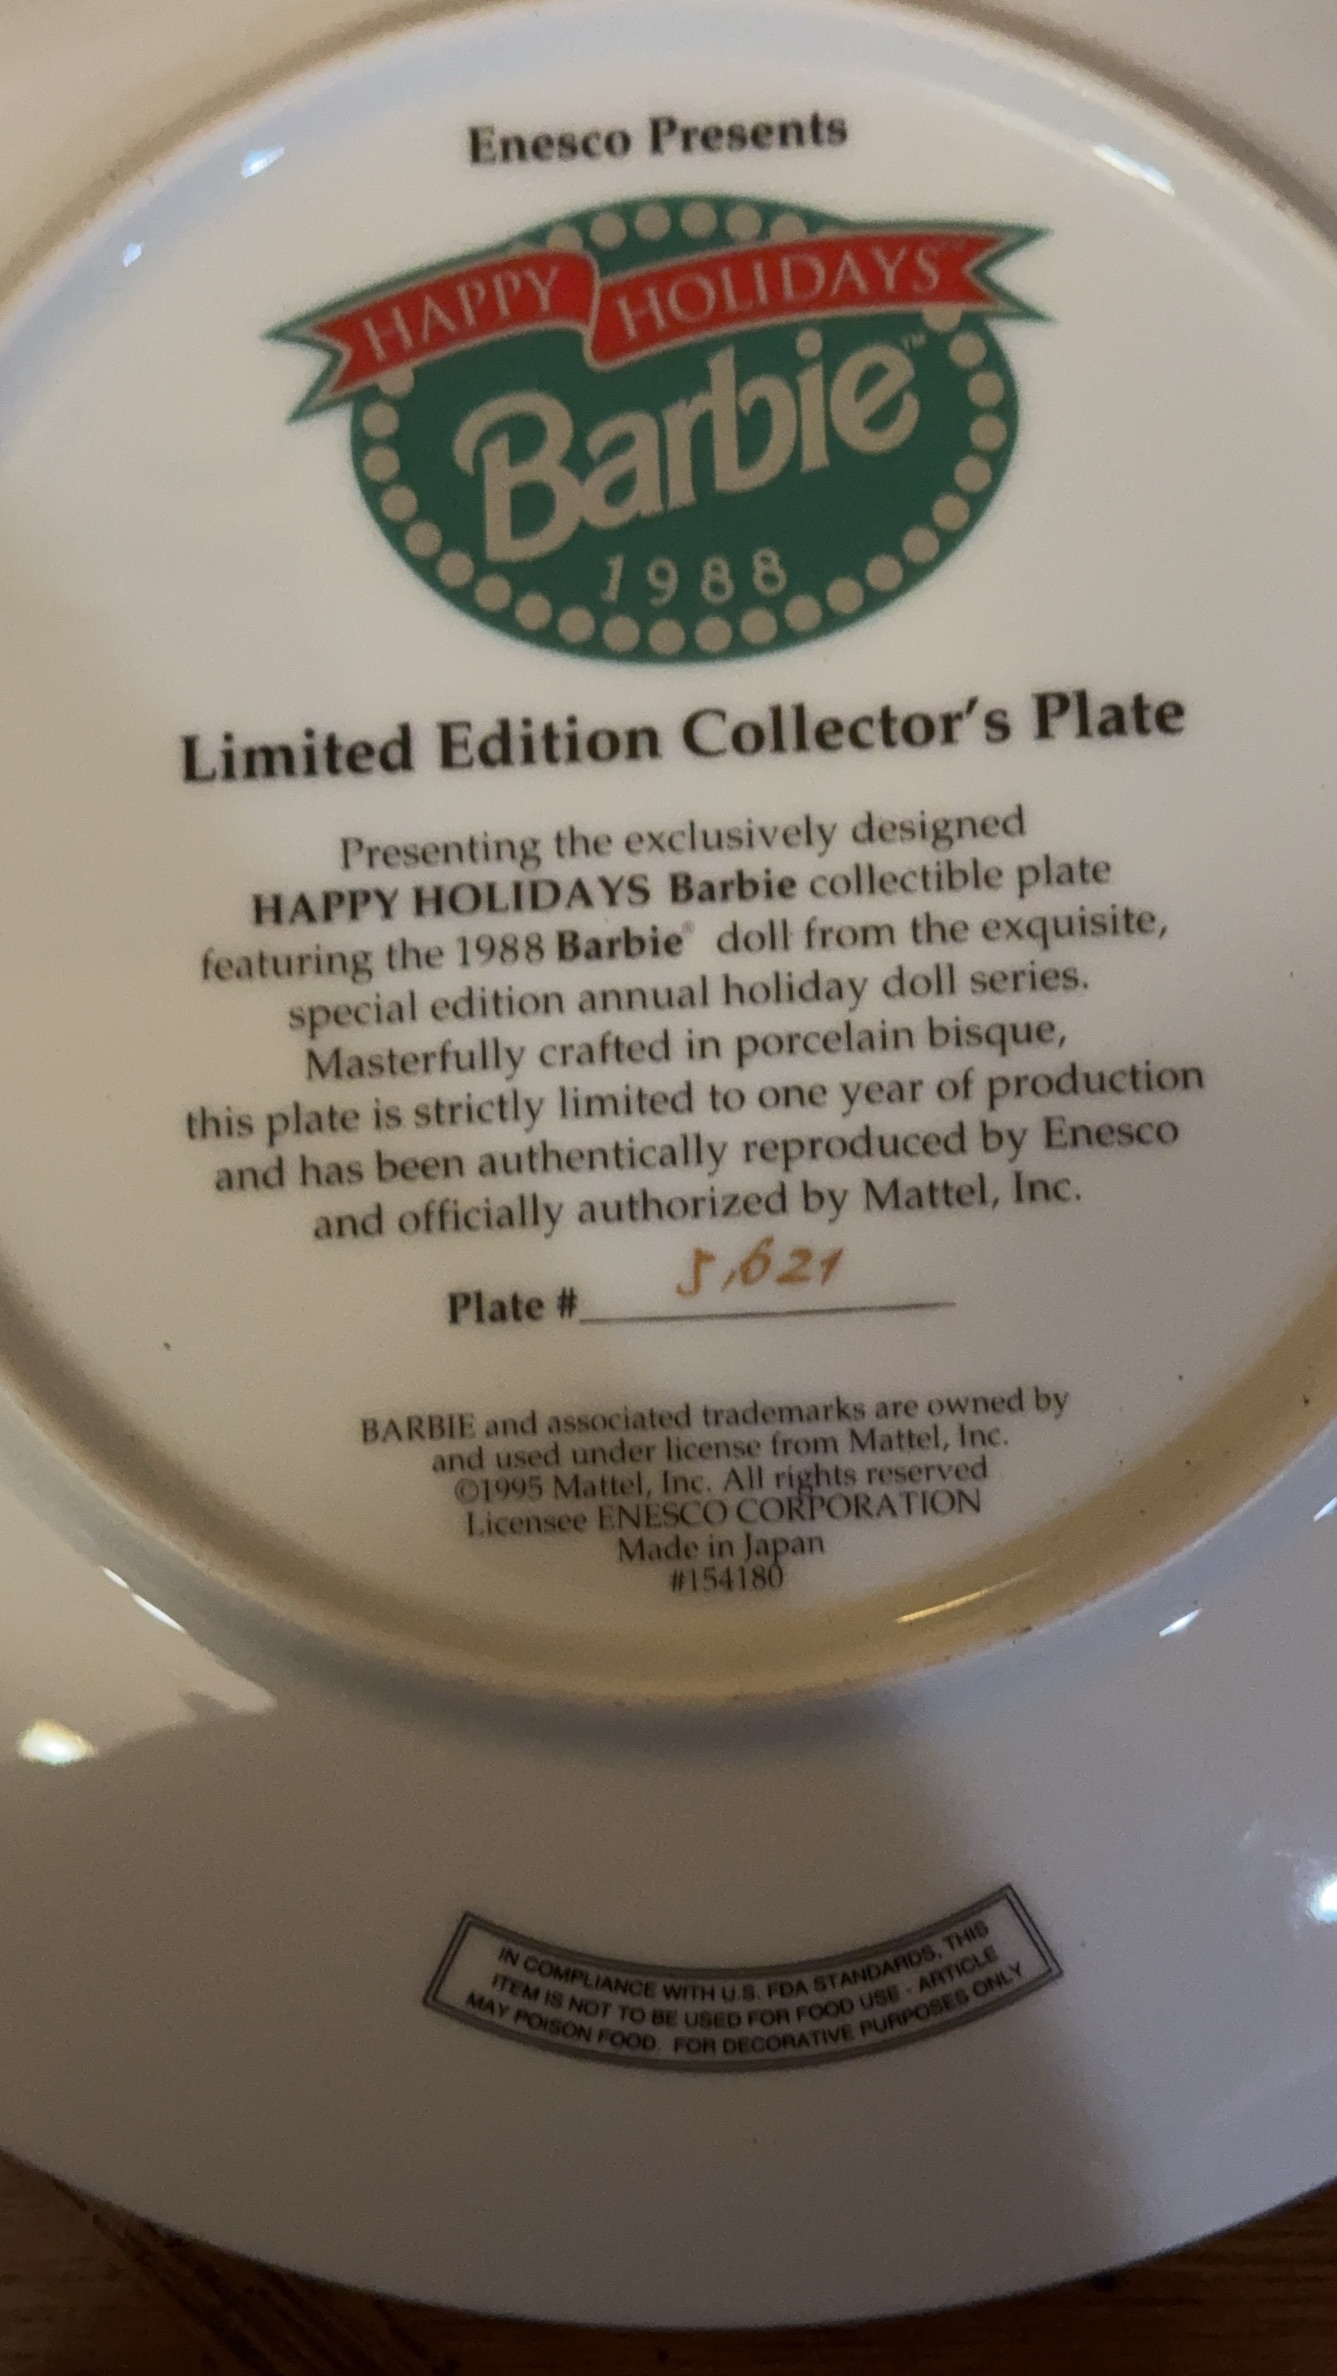 Enesco Presents
HAPPY HOLIDAYS™
Barbie™
1988
Limited Edition Collector's Plate
Presenting the exclusively designed
HAPPY HOLIDAYS Barbie collectible plate
featuring the 1988 Barbie® doll from the exquisite,
special edition annual holiday doll series.
Masterfully crafted in porcelain bisque,
this plate is strictly limited to one year of production
and has been authentically reproduced by Enesco
and officially authorized by Mattel, Inc.
Plate # 5,621
BARBIE and associated trademarks are owned by
and used under license from Mattel, Inc.
©1995 Mattel, Inc. All rights reserved
Licensee ENESCO CORPORATION
Made in Japan
#154180
IN COMPLIANCE WITH U.S. FDA STANDARDS, THIS
ITEM IS NOT TO BE USED FOR FOOD USE - ARTICLE
MAY POISON FOOD. FOR DECORATIVE PURPOSES ONLY